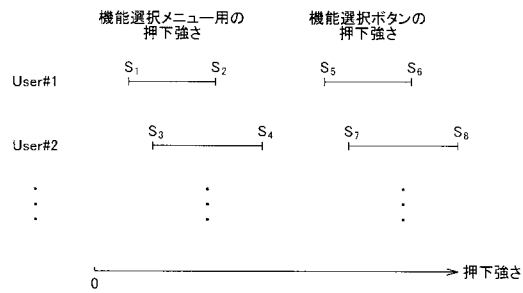 機能選択メニュー用の
押下強さ
機能選択ボタンの
押下強さ
User#1
S1
S2
S5
S6
User#2
S3
S4
S7
S8
0
押下強さ